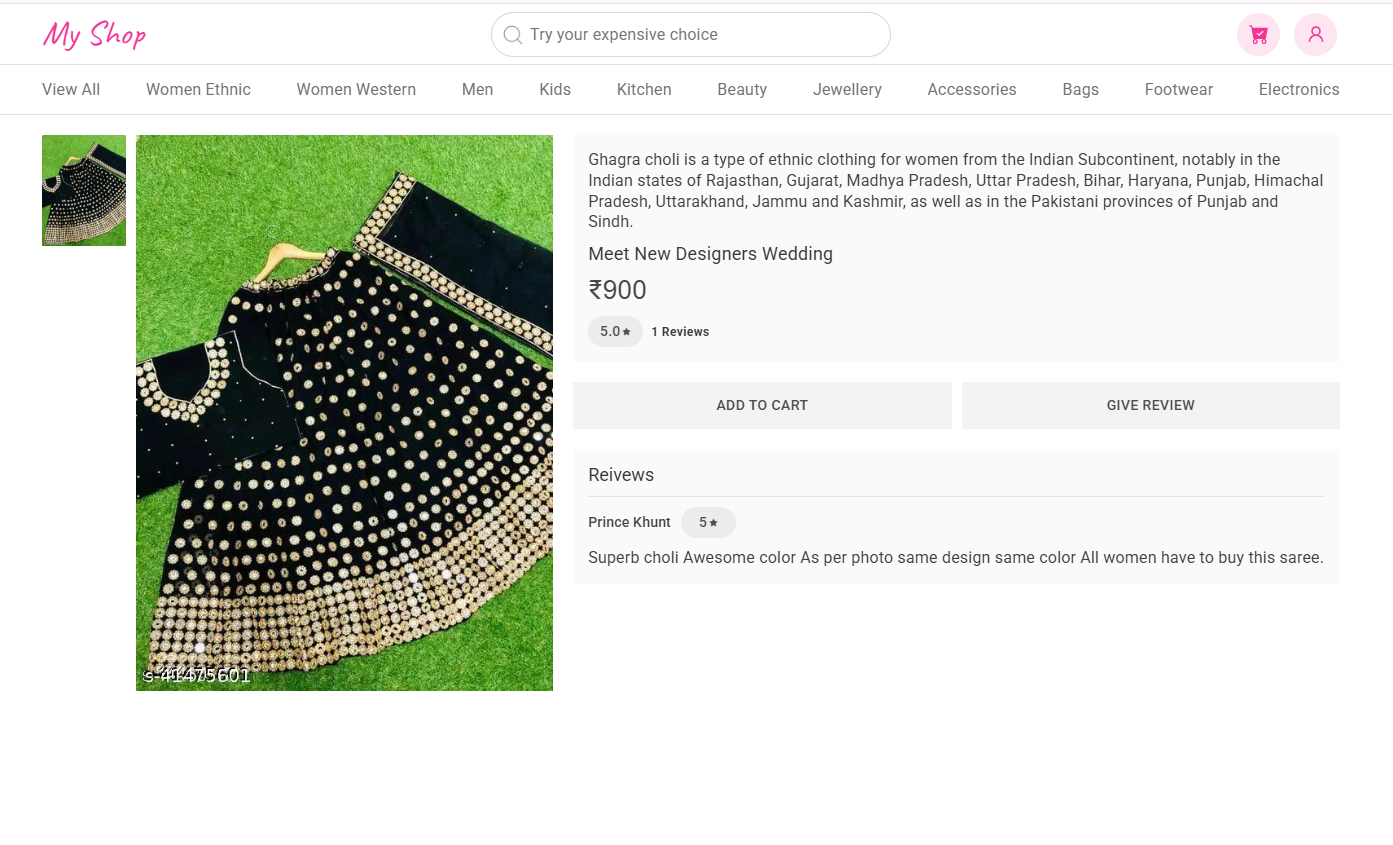 My Shop
Try your expensive choice
View All Women Ethnic Women Western Men Kids Kitchen Beauty Jewellery Accessories Bags Footwear Electronics
Ghagra choli is a type of ethnic clothing for women from the Indian Subcontinent, notably in the
Indian states of Rajasthan, Gujarat, Madhya Pradesh, Uttar Pradesh, Bihar, Haryana, Punjab, Himachal
Pradesh, Uttarakhand, Jammu and Kashmir, as well as in the Pakistani provinces of Punjab and
Sindh.
Meet New Designers Wedding
₹900
5.0★ 1 Reviews
ADD TO CART
GIVE REVIEW
Reivews
Prince Khunt 5★
Superb choli Awesome color As per photo same design same color All women have to buy this saree.
s-41475601